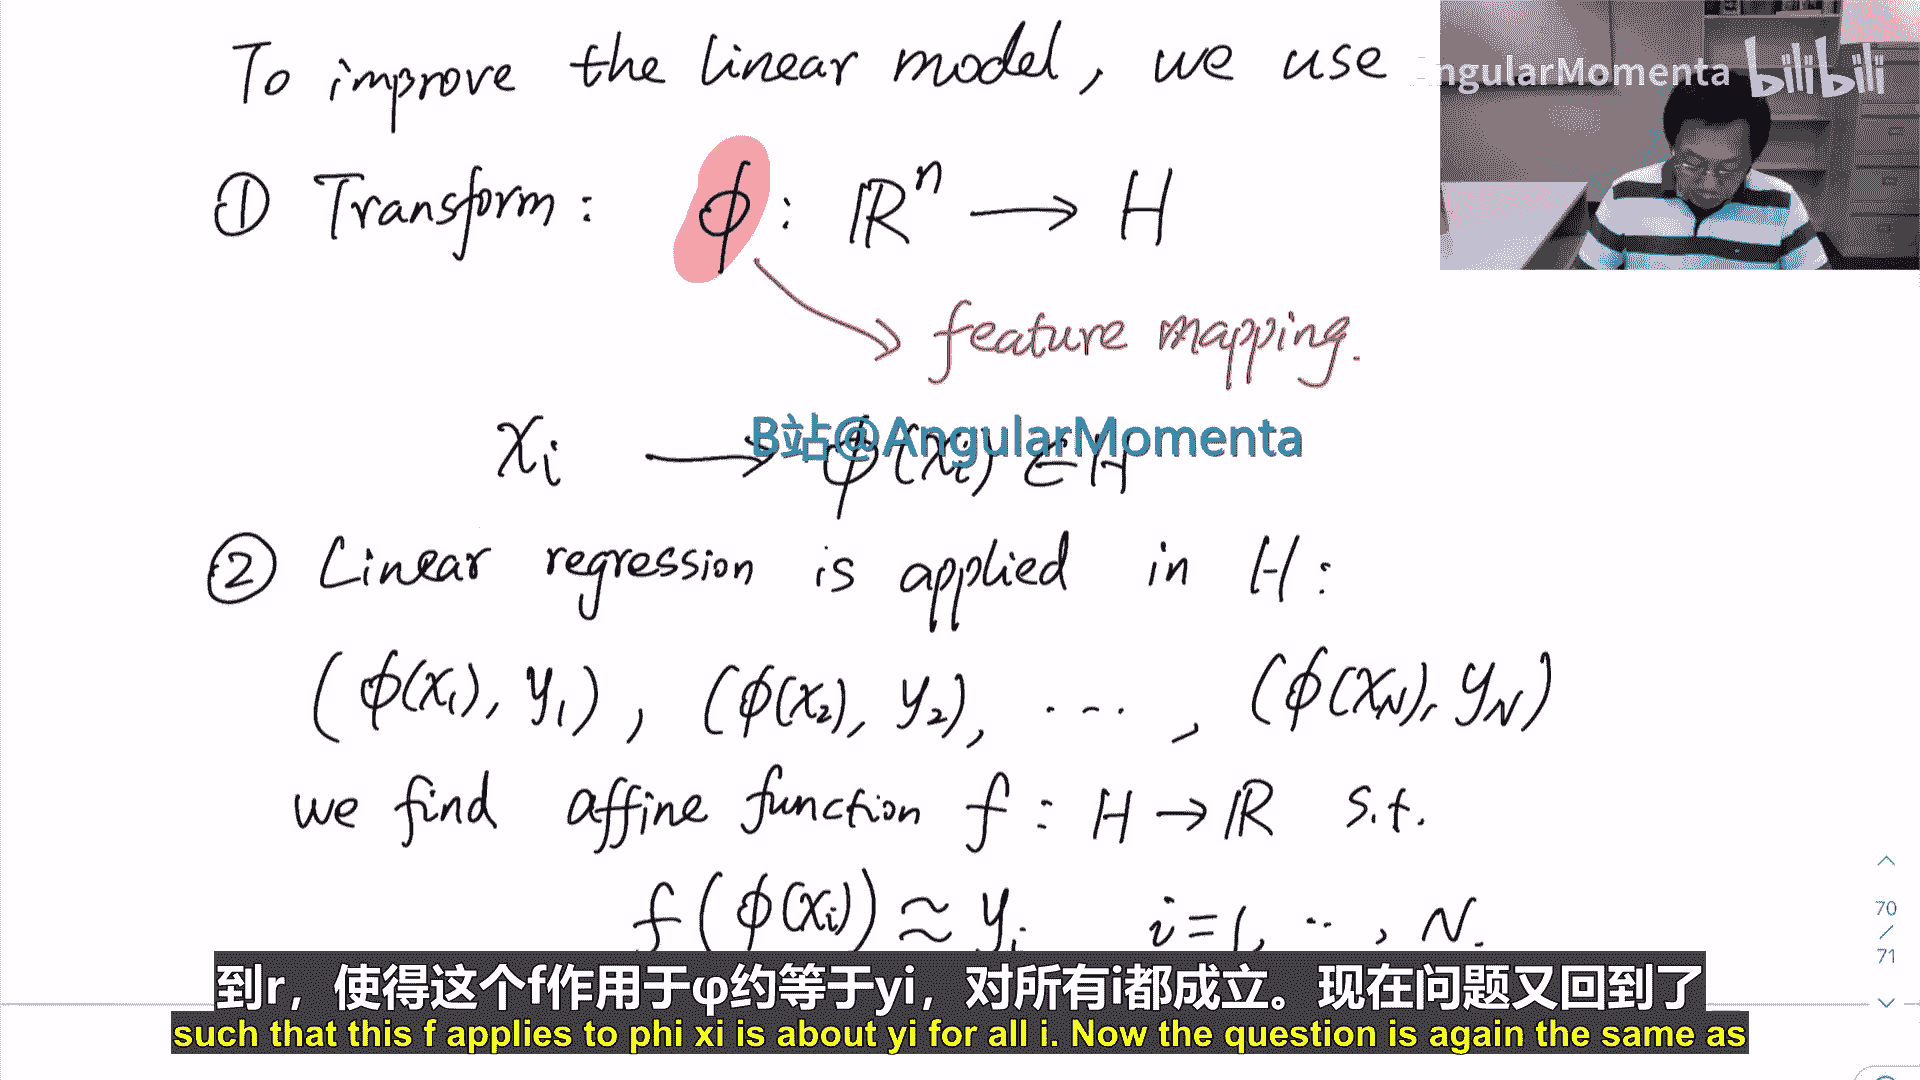 To improve the linear model, we use
ngularMomenta bilibili
① Transform: ϕ: ℝⁿ ⟶ H
feature mapping.
xᵢ ⟶ ϕ(xᵢ) ∈ H
B站@AngularMomenta
② Linear regression is applied in H:
(ϕ(x₁), y₁), (ϕ(x₂), y₂), ..., (ϕ(x_N), y_N)
we find affine function f: H → ℝ s.t.
f(ϕ(xᵢ)) ≈ yᵢ i=1, .., N.
70
/
71
到r，使得这个f作用于φ约等于yi，对所有i都成立。现在问题又回到了
such that this f applies to phi xi is about yi for all i. Now the question is again the same as